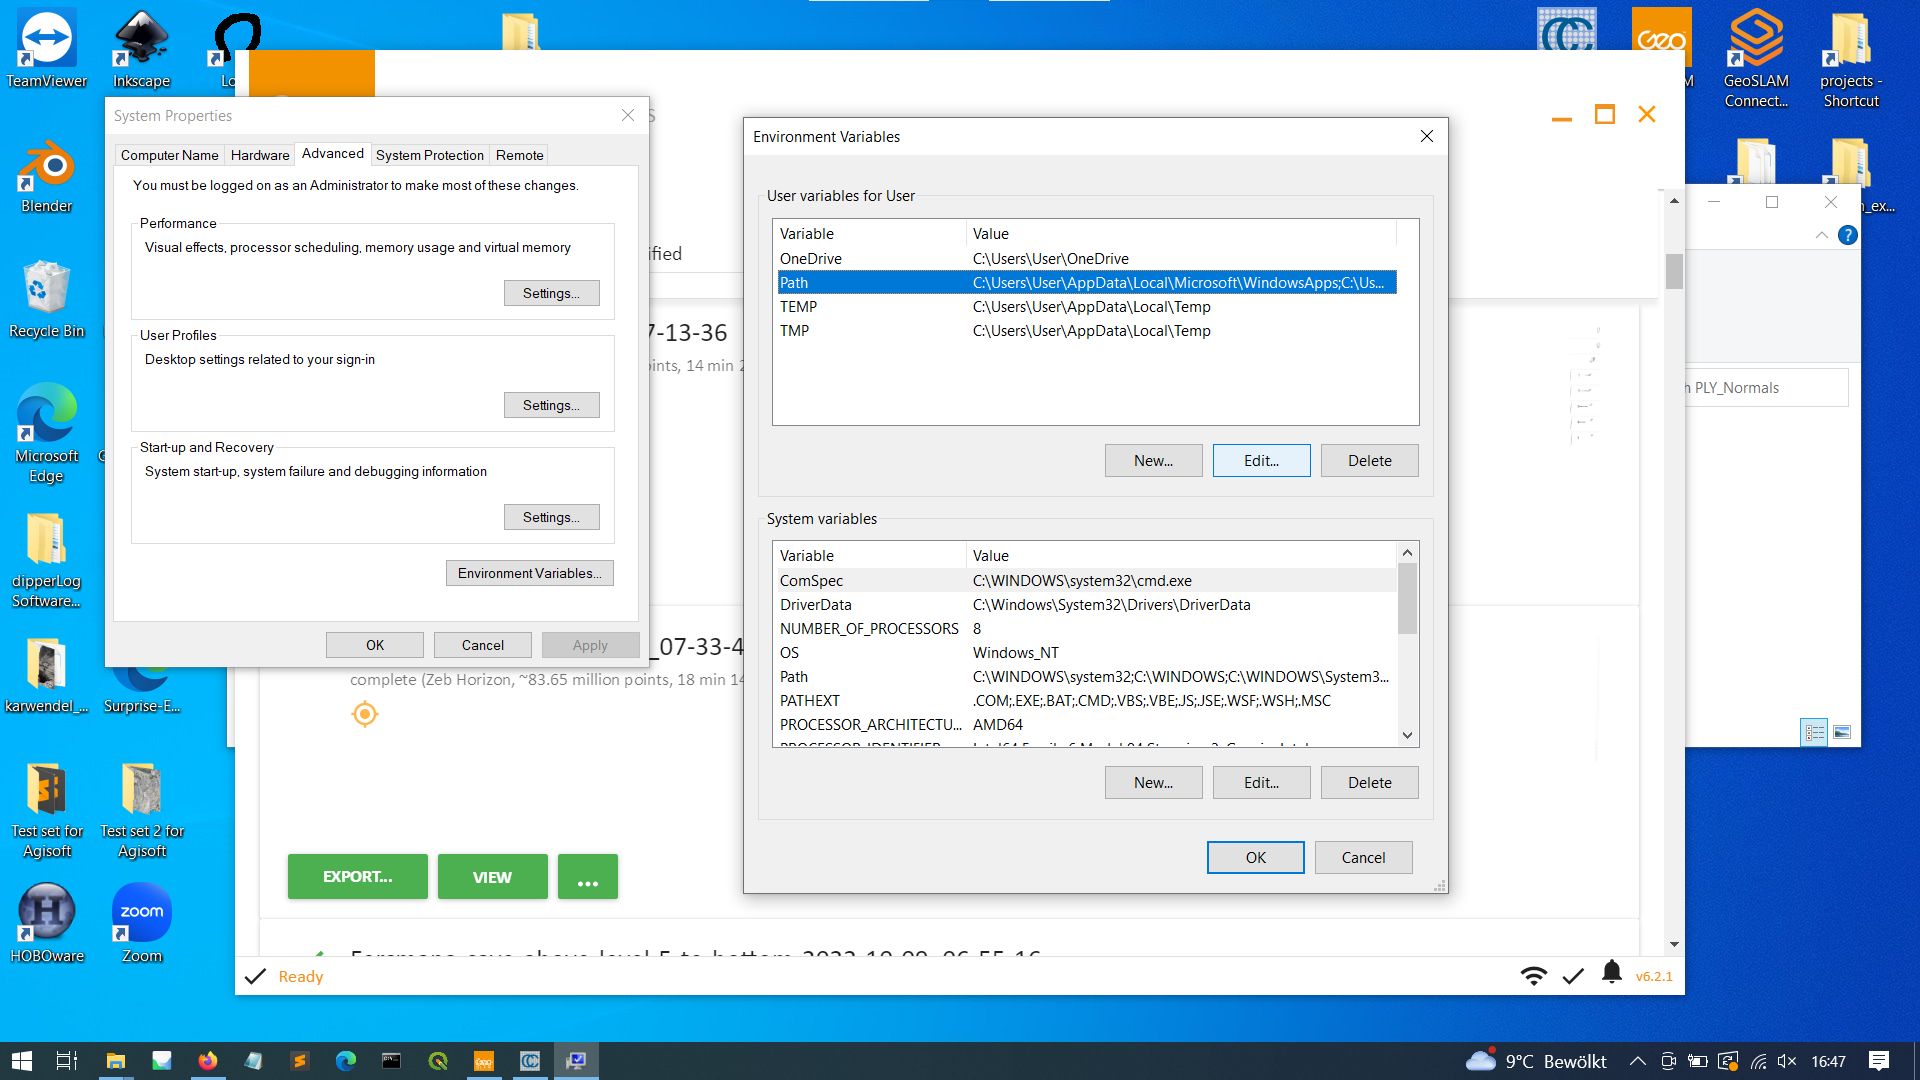 TeamViewer
Inkscape
Lo
Geo
GeoSLAM
Connect...
projects -
Shortcut
Blender
Recycle Bin
Microsoft
Edge
dipperLog
Software...
karwendel_...
Surprise-E...
Test set for
Agisoft
Test set 2 for
Agisoft
HOBOware
zoom
Zoom
System Properties
Computer Name
Hardware
Advanced
System Protection
Remote
You must be logged on as an Administrator to make most of these changes.
Performance
Visual effects, processor scheduling, memory usage and virtual memory
Settings...
User Profiles
Desktop settings related to your sign-in
Settings...
Start-up and Recovery
System start-up, system failure and debugging information
Settings...
Environment Variables...
OK
Cancel
Apply
Environment Variables
User variables for User
Variable Value
OneDrive C:\Users\User\OneDrive
Path C:\Users\User\AppData\Local\Microsoft\WindowsApps;C:\Us...
TEMP C:\Users\User\AppData\Local\Temp
TMP C:\Users\User\AppData\Local\Temp
New...
Edit...
Delete
System variables
Variable Value
ComSpec C:\WINDOWS\system32\cmd.exe
DriverData C:\Windows\System32\Drivers\DriverData
NUMBER_OF_PROCESSORS 8
OS Windows_NT
Path C:\WINDOWS\system32;C:\WINDOWS;C:\WINDOWS\System3...
PATHEXT .COM;.EXE;.BAT;.CMD;.VBS;.VBE;.JS;.JSE;.WSF;.WSH;.MSC
PROCESSOR_ARCHITECTU... AMD64
New...
Edit...
Delete
OK
Cancel
ified
7-13-36
ints, 14 min 2
_07-33-4
complete (Zeb Horizon, ~83.65 million points, 18 min 14
EXPORT...
VIEW
...
Ready
v6.2.1
h PLY_Normals
n_ex...
9°C Bewölkt
16:47